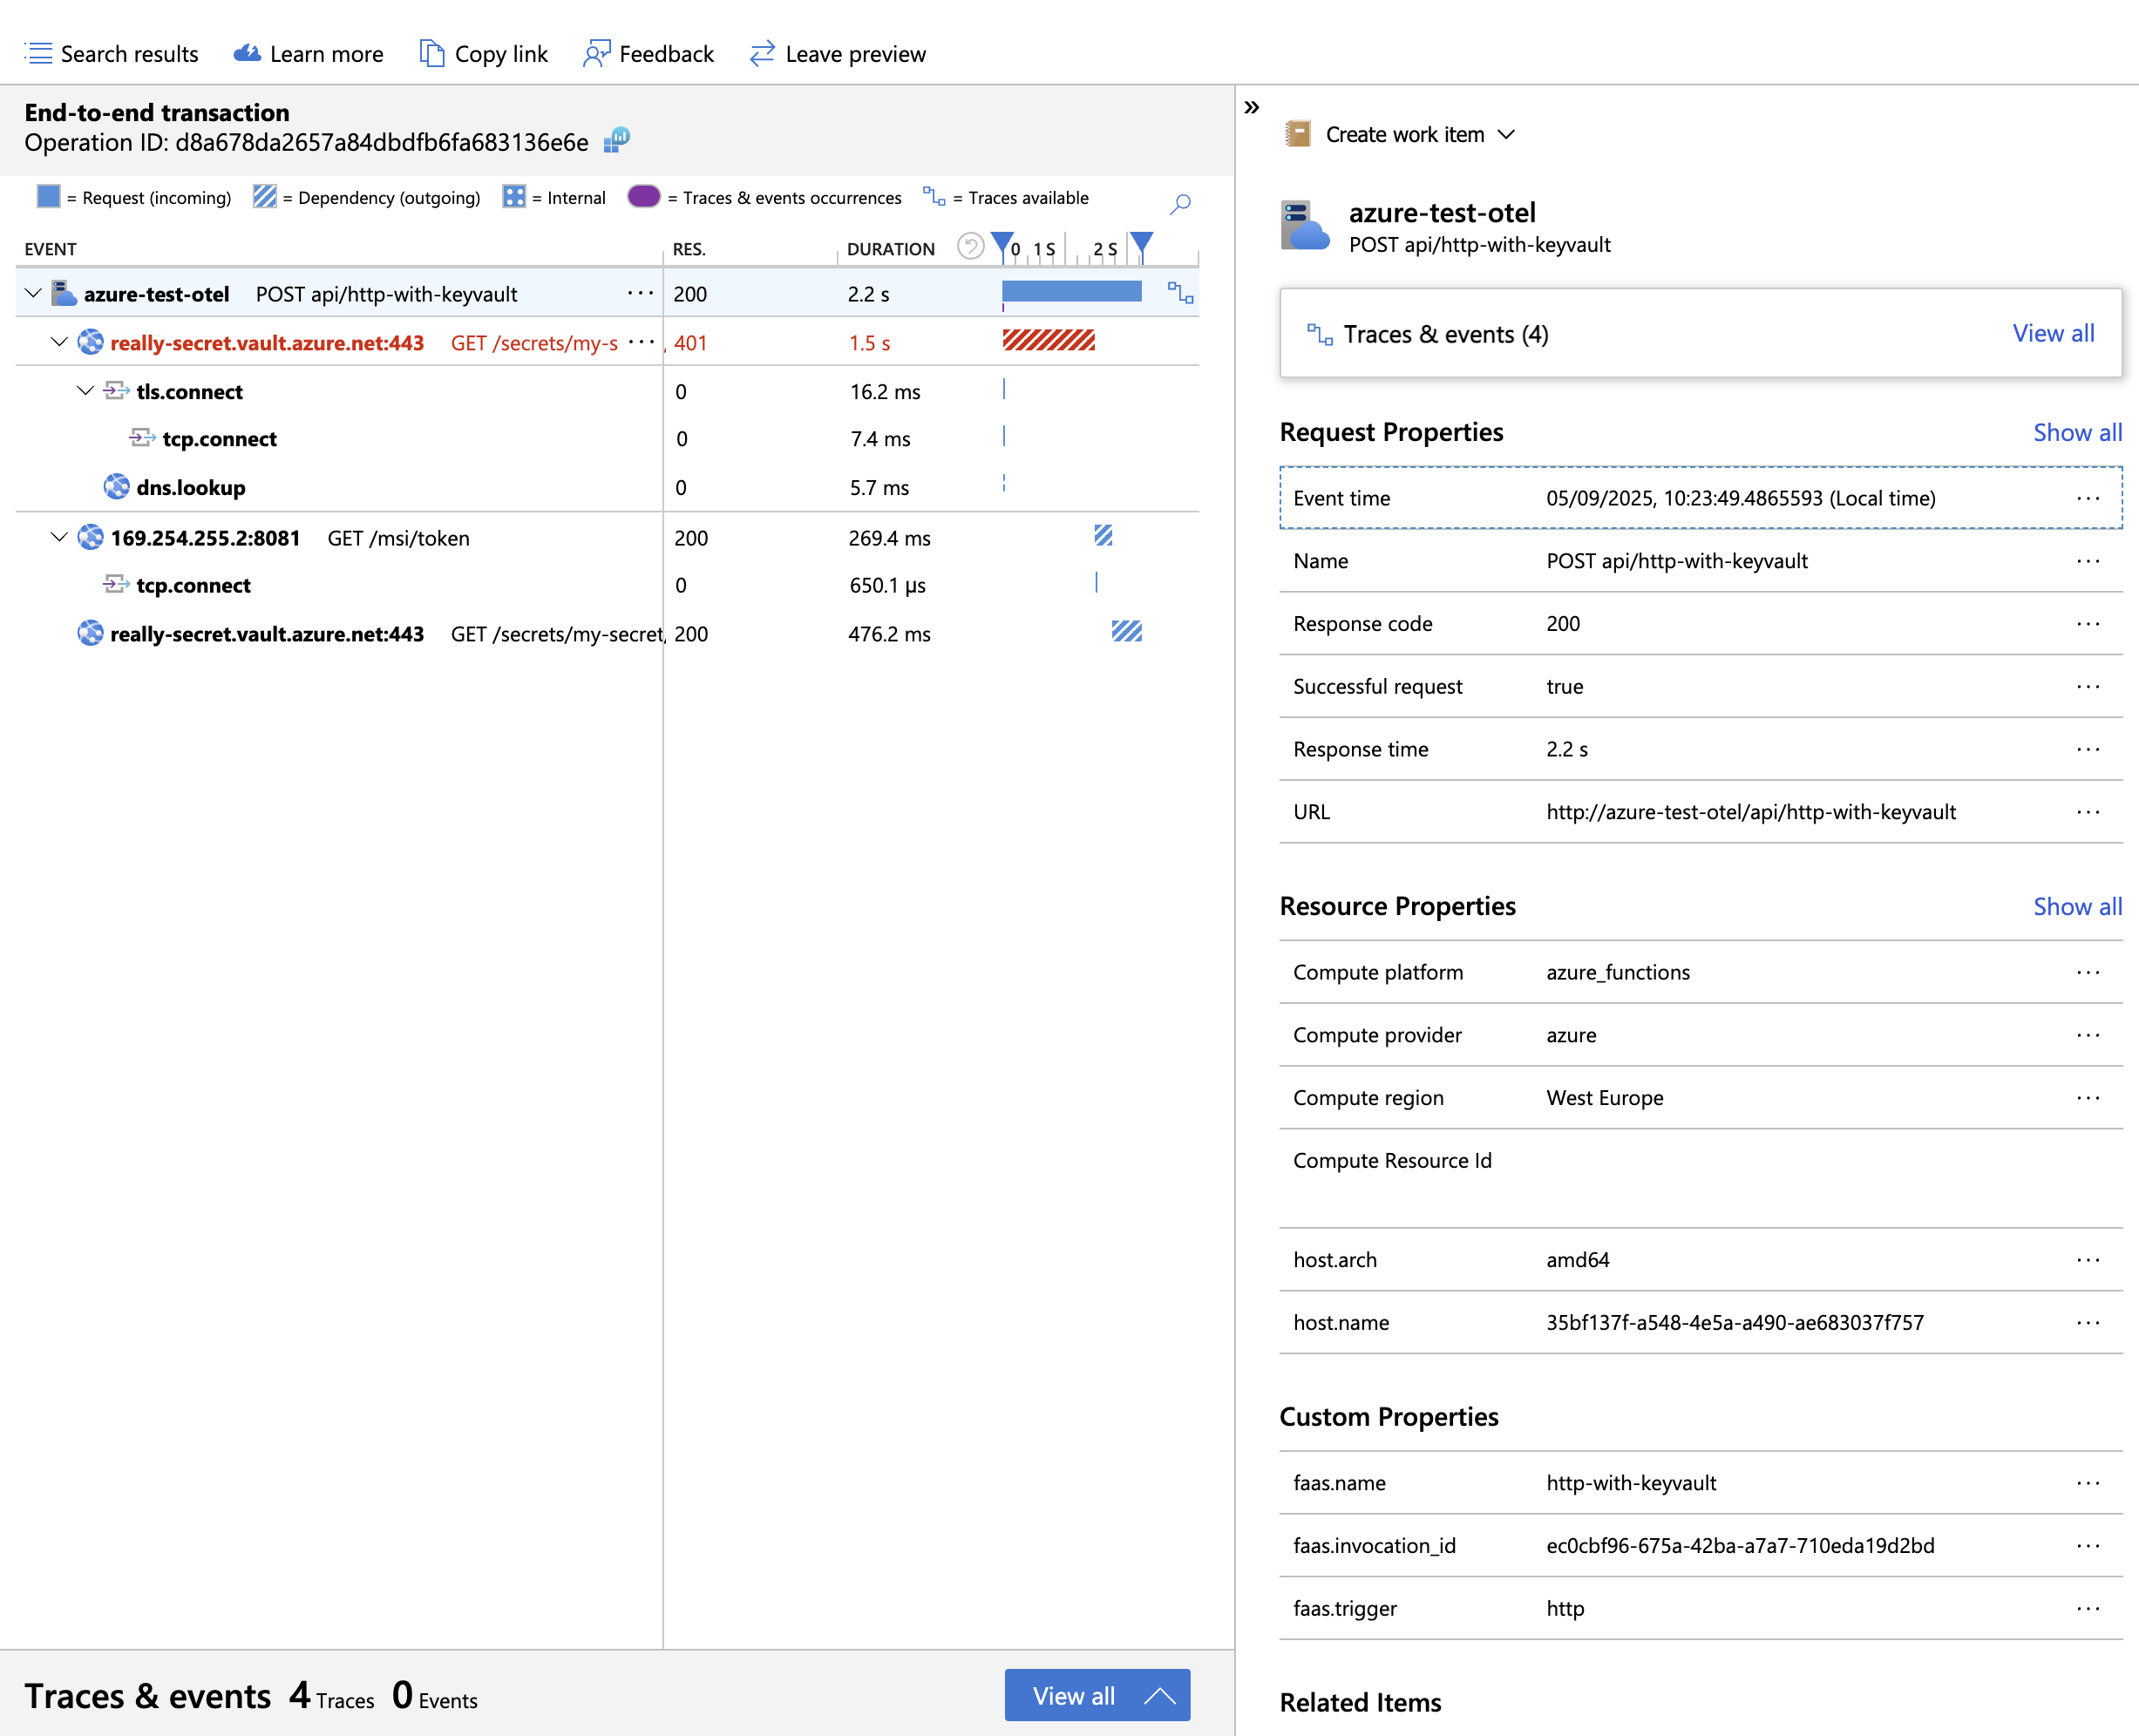 Search results Learn more Copy link Feedback Leave preview
End-to-end transaction
Operation ID: d8a678da2657a84dbdfb6fa683136e6e
= Request (incoming) = Dependency (outgoing) = Internal = Traces & events occurrences = Traces available
EVENT RES. DURATION 0 1 S 2 S
azure-test-otel POST api/http-with-keyvault ··· 200 2.2 s
really-secret.vault.azure.net:443 GET /secrets/my-s ··· 401 1.5 s
tls.connect 0 16.2 ms
tcp.connect 0 7.4 ms
dns.lookup 0 5.7 ms
169.254.255.2:8081 GET /msi/token 200 269.4 ms
tcp.connect 0 650.1 µs
really-secret.vault.azure.net:443 GET /secrets/my-secret, 200 476.2 ms
Traces & events 4 Traces 0 Events View all
» Create work item
azure-test-otel
POST api/http-with-keyvault
Traces & events (4) View all
Request Properties Show all
Event time 05/09/2025, 10:23:49.4865593 (Local time) ···
Name POST api/http-with-keyvault ···
Response code 200 ···
Successful request true ···
Response time 2.2 s ···
URL http://azure-test-otel/api/http-with-keyvault ···
Resource Properties Show all
Compute platform azure_functions ···
Compute provider azure ···
Compute region West Europe ···
Compute Resource Id
host.arch amd64 ···
host.name 35bf137f-a548-4e5a-a490-ae683037f757 ···
Custom Properties
faas.name http-with-keyvault ···
faas.invocation_id ec0cbf96-675a-42ba-a7a7-710eda19d2bd ···
faas.trigger http ···
Related Items